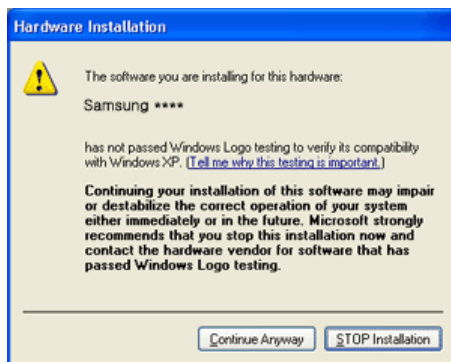 Hardware Installation
The software you are installing for this hardware:
Samsung ****
has not passed Windows Logo testing to verify its compatibility
with Windows XP. (Tell me why this testing is important.)
Continuing your installation of this software may impair
or destabilize the correct operation of your system
either immediately or in the future. Microsoft strongly
recommends that you stop this installation now and
contact the hardware vendor for software that has
passed Windows Logo testing.
Continue Anyway
STOP Installation